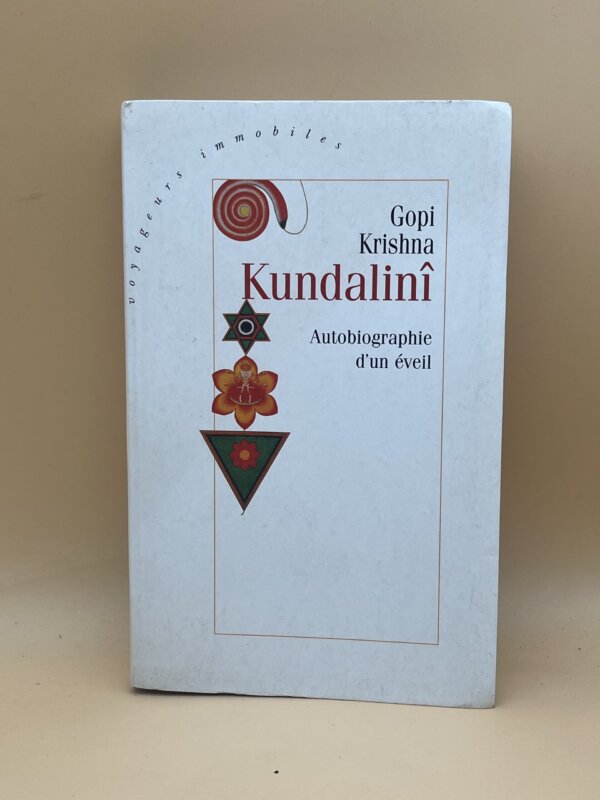 voyageurs immobiles
Gopi
Krishna
Kundalinî
Autobiographie
d'un éveil